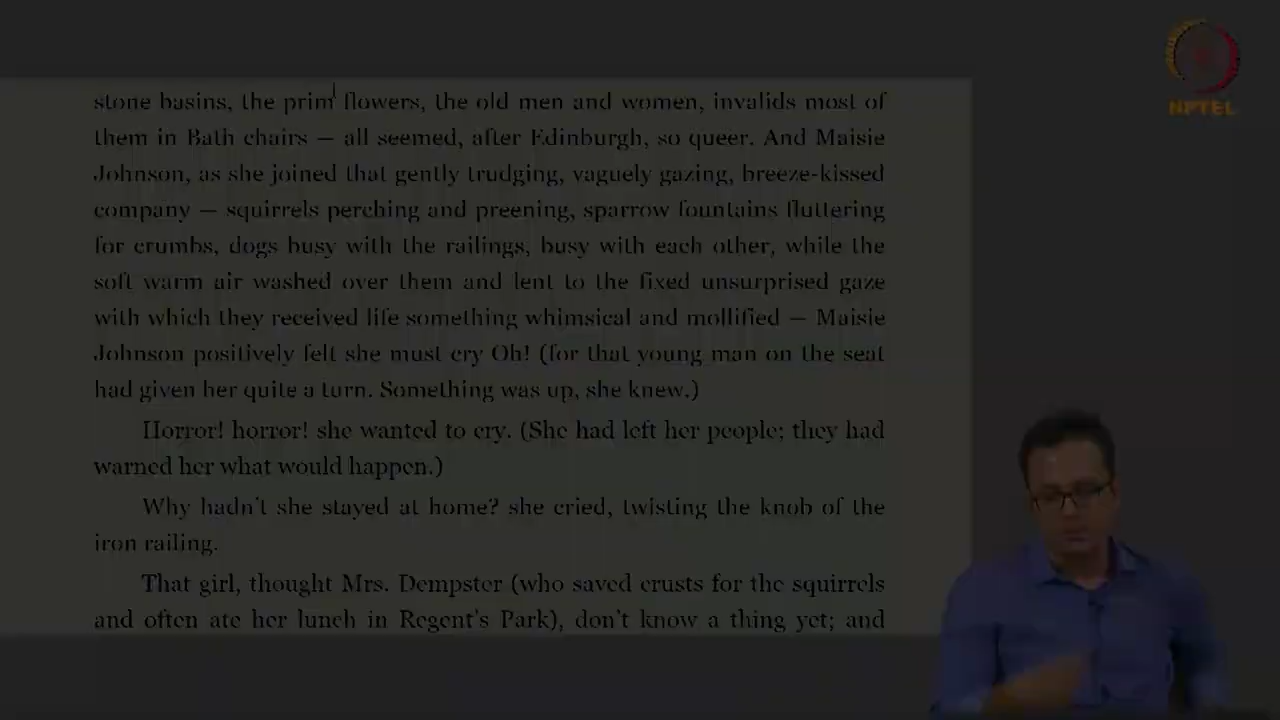 NPTEL
stone basins, the prim flowers, the old men and women, invalids most of
them in Bath chairs — all seemed, after Edinburgh, so queer. And Maisie
Johnson, as she joined that gently trudging, vaguely gazing, breeze-kissed
company — squirrels perching and preening, sparrow fountains fluttering
for crumbs, dogs busy with the railings, busy with each other, while the
soft warm air washed over them and lent to the fixed unsurprised gaze
with which they received life something whimsical and mollified — Maisie
Johnson positively felt she must cry Oh! (for that young man on the seat
had given her quite a turn. Something was up, she knew.)
Horror! horror! she wanted to cry. (She had left her people; they had
warned her what would happen.)
Why hadn't she stayed at home? she cried, twisting the knob of the
iron railing.
That girl, thought Mrs. Dempster (who saved crusts for the squirrels
and often ate her lunch in Regent's Park), don't know a thing yet; and